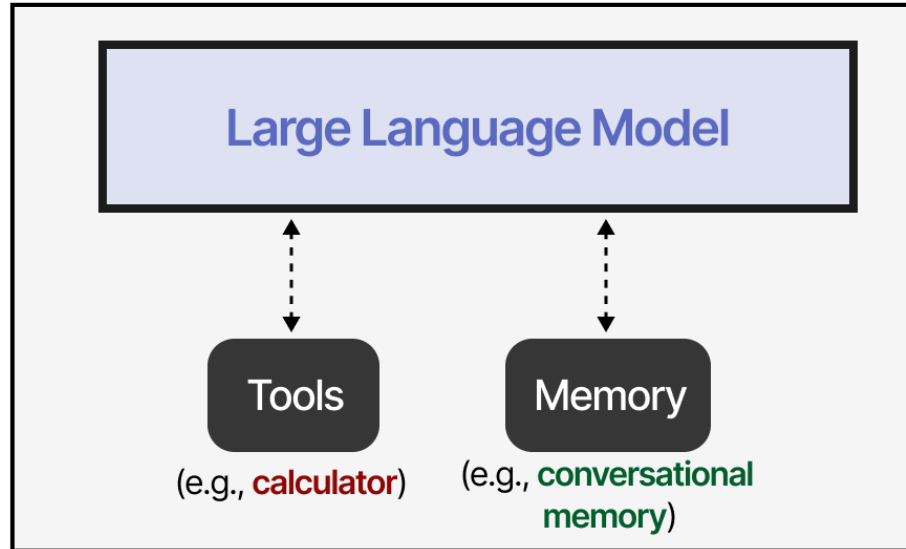 Large Language Model
Tools
Memory
(e.g., calculator)
(e.g., conversational
memory)